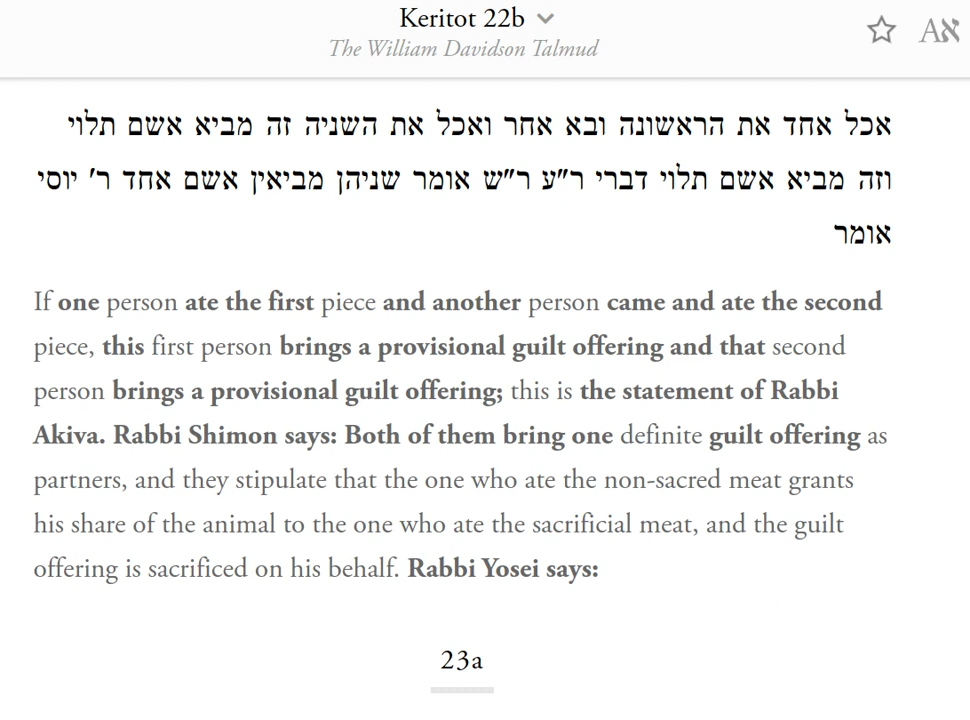 Keritot 22b
The William Davidson Talmud
Aא
אכל אחד את הראשונה ובא אחר ואכל את השניה זה מביא אשם תלוי
וזה מביא אשם תלוי דברי ר״ע ר״ש אומר שניהן מביאין אשם אחד ר׳ יוסי
אומר
If one person ate the first piece and another person came and ate the second
piece, this first person brings a provisional guilt offering and that second
person brings a provisional guilt offering; this is the statement of Rabbi
Akiva. Rabbi Shimon says: Both of them bring one definite guilt offering as
partners, and they stipulate that the one who ate the non-sacred meat grants
his share of the animal to the one who ate the sacrificial meat, and the guilt
offering is sacrificed on his behalf. Rabbi Yosei says:
23a